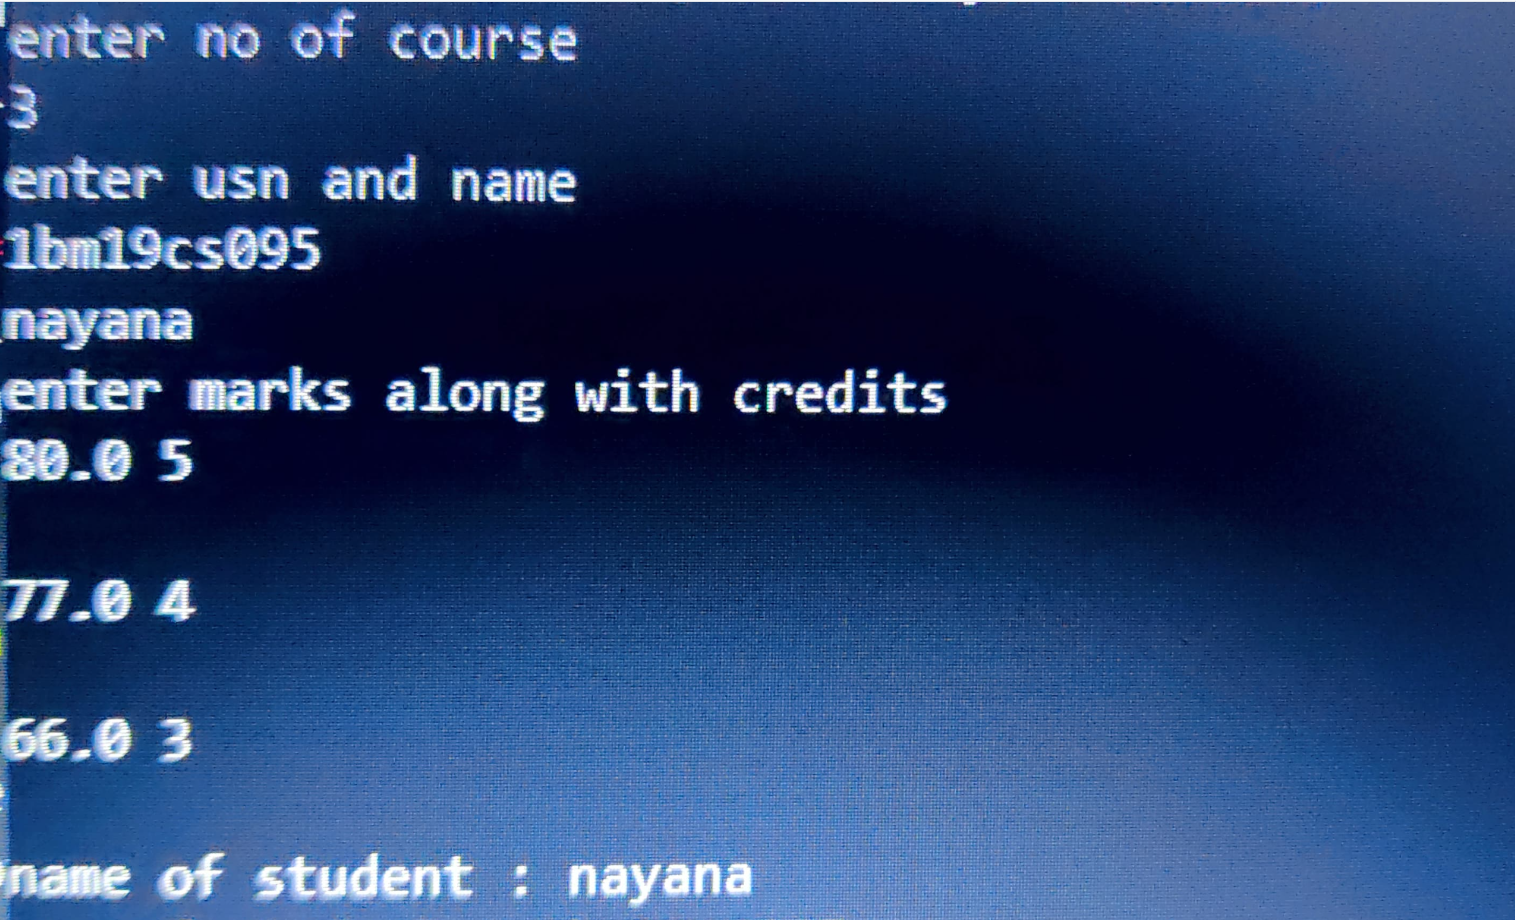 enter no of course
3
enter usn and name
1bm19cs095
nayana
enter marks along with credits
80.0 5
77.0 4
66.0 3
name of student : nayana